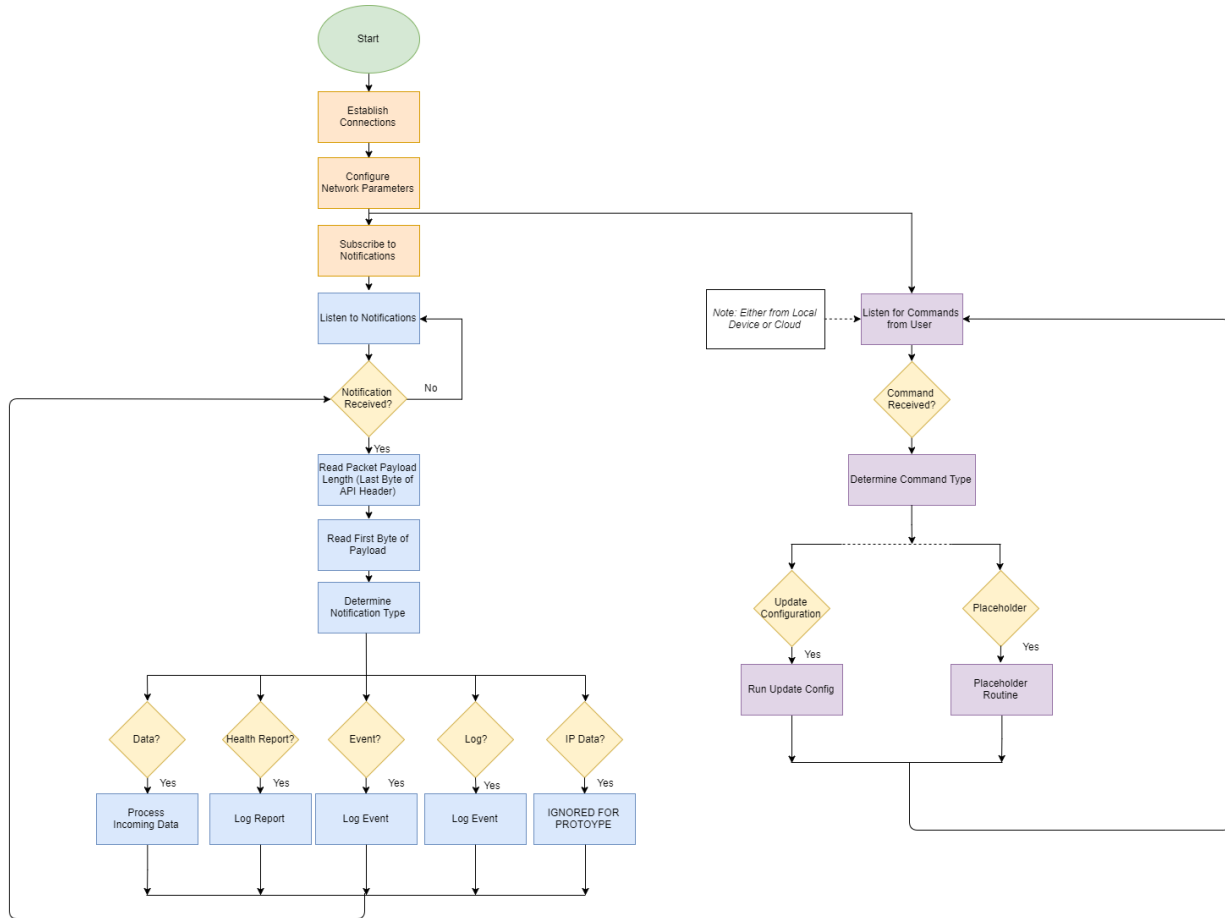 Start
Establish
Connections
Configure
Network Parameters
Subscribe to
Notifications
Listen to Notifications
Notification
Received?
No
Yes
Read Packet Payload
Length (Last Byte of
API Header)
Read First Byte of
Payload
Determine
Notification Type
Data?
Health Report?
Event?
Log?
IP Data?
Yes
Yes
Yes
Yes
Yes
Process
Incoming Data
Log Report
Log Event
Log Event
IGNORED FOR
PROTOYPE
Note: Either from Local
Device or Cloud
Listen for Commands
from User
Command
Received?
Determine Command Type
Update
Configuration
Placeholder
Yes
Yes
Run Update Config
Placeholder
Routine